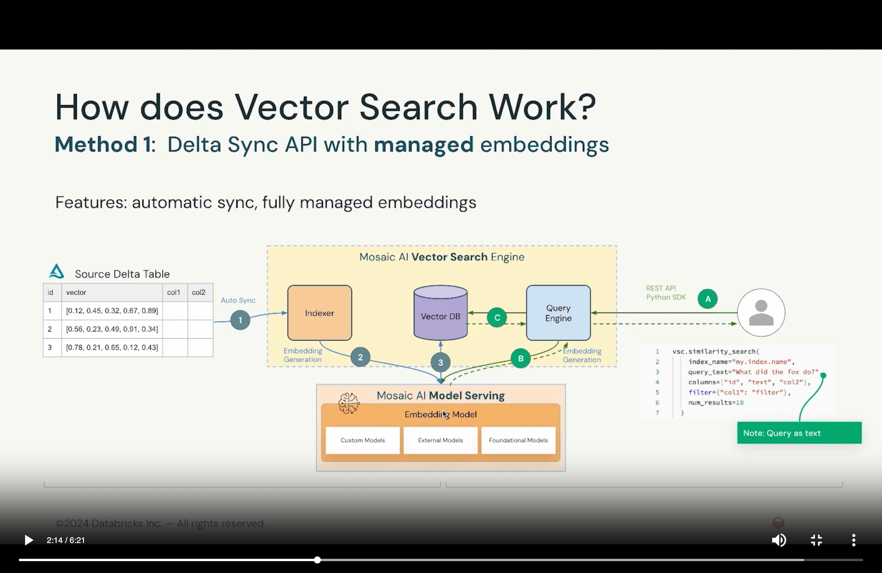 How does Vector Search Work?
Method 1: Delta Sync API with managed embeddings
Features: automatic sync, fully managed embeddings
Mosaic AI Vector Search Engine
Source Delta Table
id vector col1 col2
1 [0.12, 0.45, 0.32, 0.67, 0.89]
2 [0.56, 0.23, 0.49, 0.91, 0.34]
3 [0.78, 0.21, 0.65, 0.12, 0.43]
Auto Sync
1
Indexer
Vector DB
Query
Engine
C
REST API
Python SDK
A
Embedding
Generation
2
3
B
Embedding
Generation
Mosaic AI Model Serving
Embedding Model
Custom Models
External Models
Foundational Models
1 vsc.similarity_search(
2 index_name="my.index.name",
3 query_text="What did the fox do?"
4 columns=["id", "text", "col2"],
5 filter={"col1": "filter"},
6 num_results=10
7 )
Note: Query as text
©2024 Databricks Inc. — All rights reserved
2:14 / 6:21